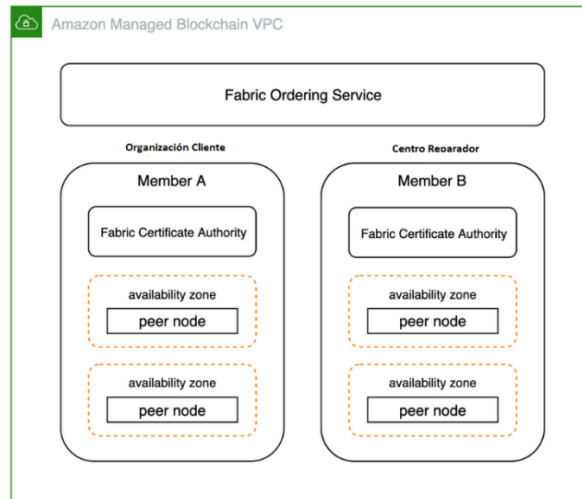 Amazon Managed Blockchain VPC
Fabric Ordering Service
Organización Cliente
Centro Reparador
Member A
Member B
Fabric Certificate Authority
Fabric Certificate Authority
availability zone
peer node
availability zone
peer node
availability zone
peer node
availability zone
peer node